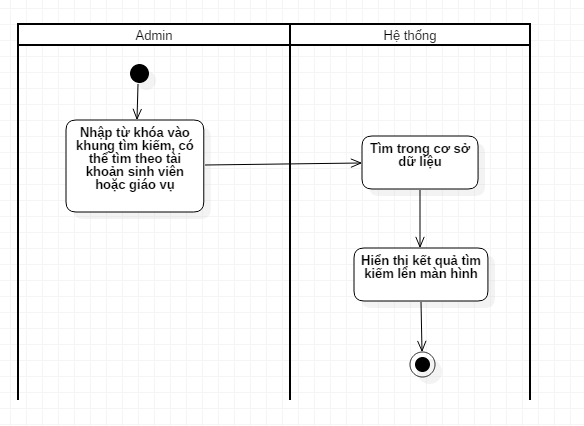 Admin
Hệ thống
Nhập từ khóa vào
khung tìm kiếm, có
thể tìm theo tài
khoản sinh viên
hoặc giáo vụ
Tìm trong cơ sở
dữ liệu
Hiển thị kết quả tìm
kiếm lên màn hình